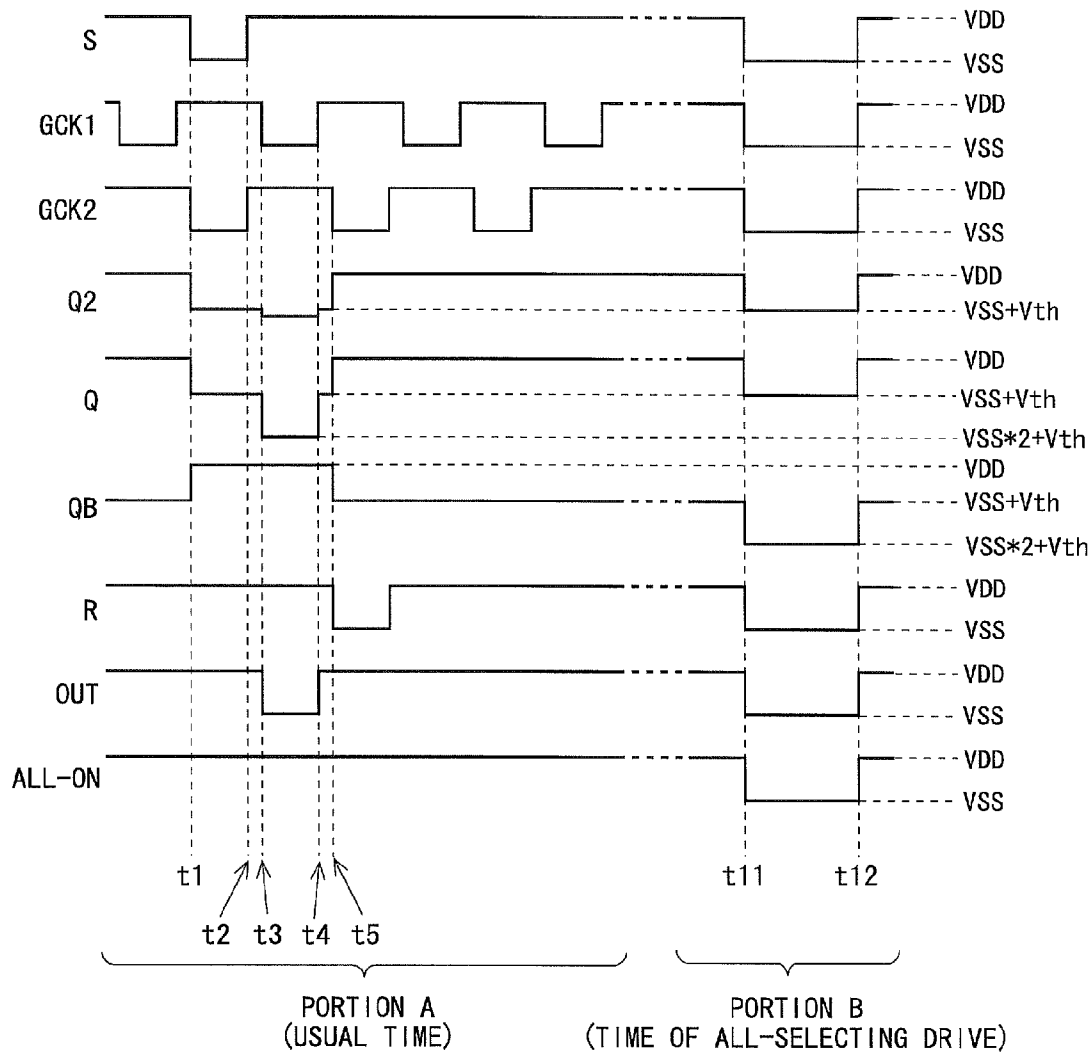 S
VDD
VSS
GCK1
VDD
VSS
GCK2
VDD
VSS
Q2
VDD
VSS+Vth
Q
VDD
VSS+Vth
VSS*2+Vth
QB
VDD
VSS+Vth
VSS*2+Vth
R
VDD
VSS
OUT
VDD
VSS
ALL-ON
VDD
VSS
t1
t11
t12
t2
t3
t4
t5
PORTION A
(USUAL TIME)
PORTION B
(TIME OF ALL-SELECTING DRIVE)